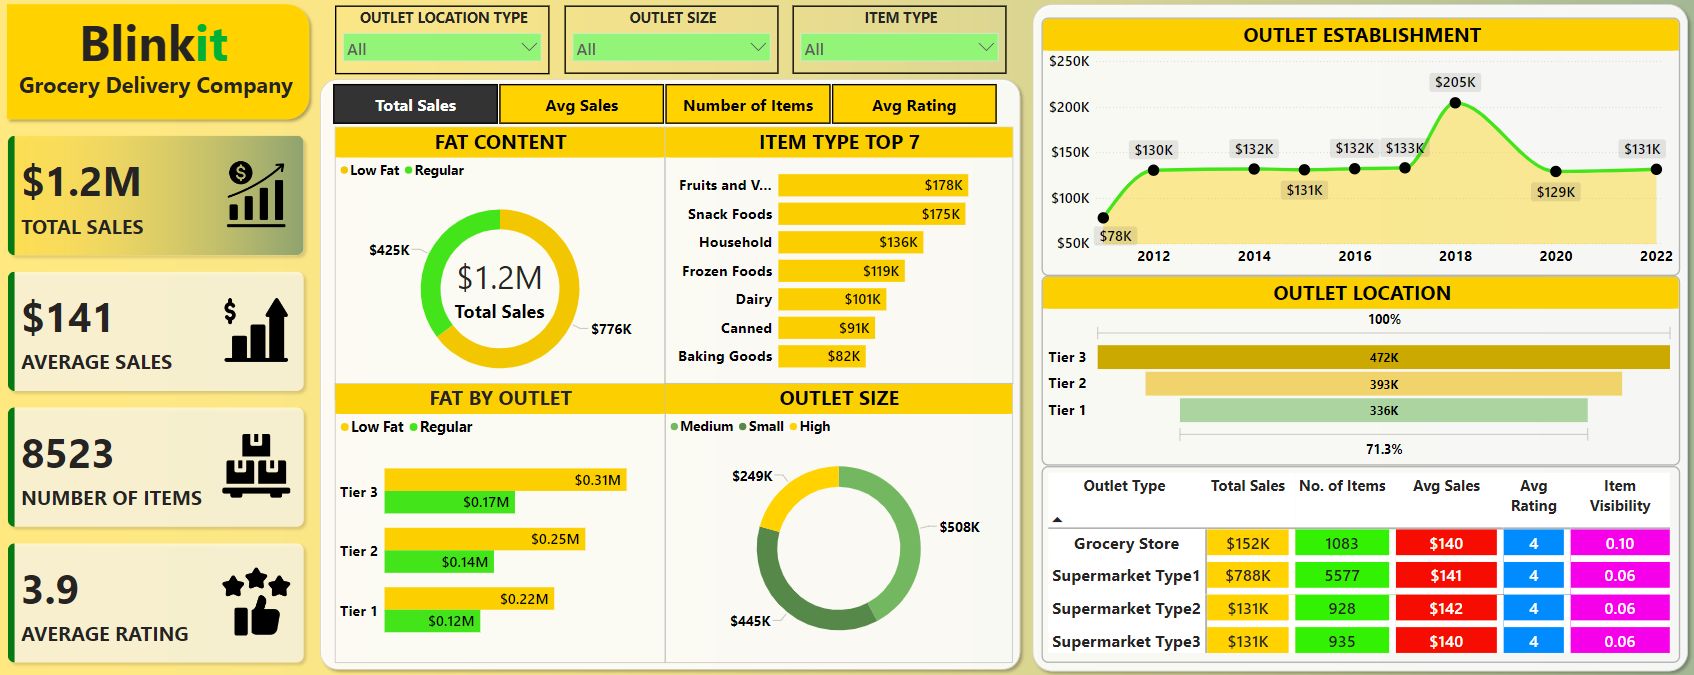 Blinkit
Grocery Delivery Company
$1.2M
TOTAL SALES
$141
AVERAGE SALES
8523
NUMBER OF ITEMS
3.9
AVERAGE RATING
OUTLET LOCATION TYPE
All
OUTLET SIZE
All
ITEM TYPE
All
Total Sales
Avg Sales
Number of Items
Avg Rating
FAT CONTENT
Low Fat Regular
$425K
$1.2M
Total Sales
$776K
ITEM TYPE TOP 7
Fruits and V... $178K
Snack Foods $175K
Household $136K
Frozen Foods $119K
Dairy $101K
Canned $91K
Baking Goods $82K
FAT BY OUTLET
Low Fat Regular
Tier 3 $0.31M
$0.17M
Tier 2 $0.25M
$0.14M
Tier 1 $0.22M
$0.12M
OUTLET SIZE
Medium Small High
$249K
$508K
$445K
OUTLET ESTABLISHMENT
$250K
$200K
$150K
$100K
$50K
$78K
$130K
$132K
$131K
$132K
$133K
$205K
$129K
$131K
2012 2014 2016 2018 2020 2022
OUTLET LOCATION
100%
Tier 3 472K
Tier 2 393K
Tier 1 336K
71.3%
Outlet Type Total Sales No. of Items Avg Sales Avg Rating Item Visibility
Grocery Store $152K 1083 $140 4 0.10
Supermarket Type1 $788K 5577 $141 4 0.06
Supermarket Type2 $131K 928 $142 4 0.06
Supermarket Type3 $131K 935 $140 4 0.06